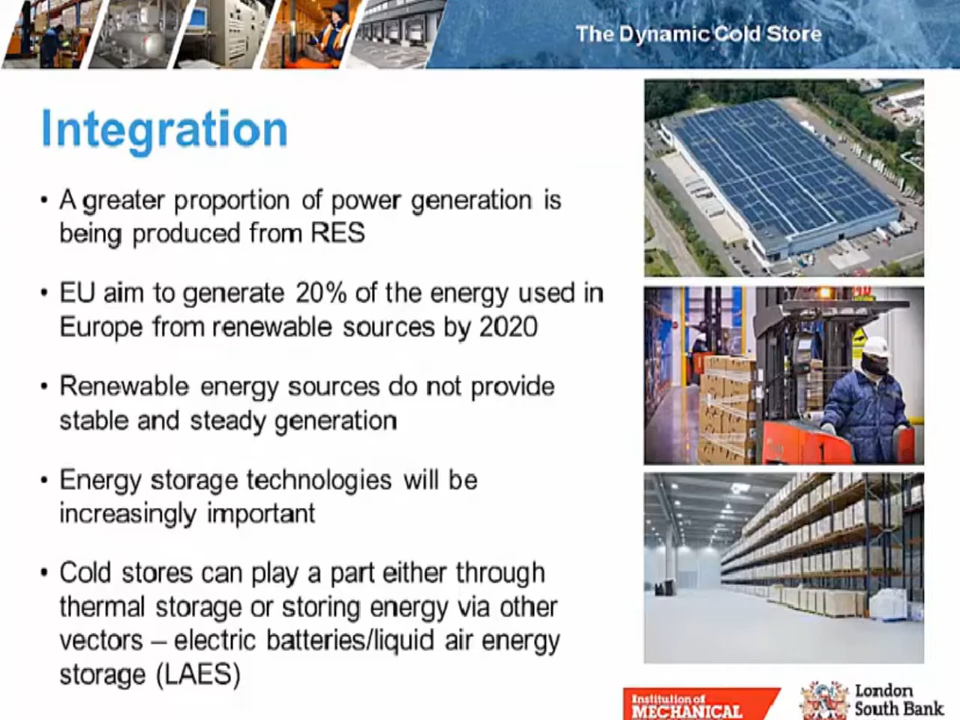 The Dynamic Cold Store
Integration
• A greater proportion of power generation is
being produced from RES
• EU aim to generate 20% of the energy used in
Europe from renewable sources by 2020
• Renewable energy sources do not provide
stable and steady generation
• Energy storage technologies will be
increasingly important
• Cold stores can play a part either through
thermal storage or storing energy via other
vectors – electric batteries/liquid air energy
storage (LAES)
Institution of
MECHANICAL
London
South Bank